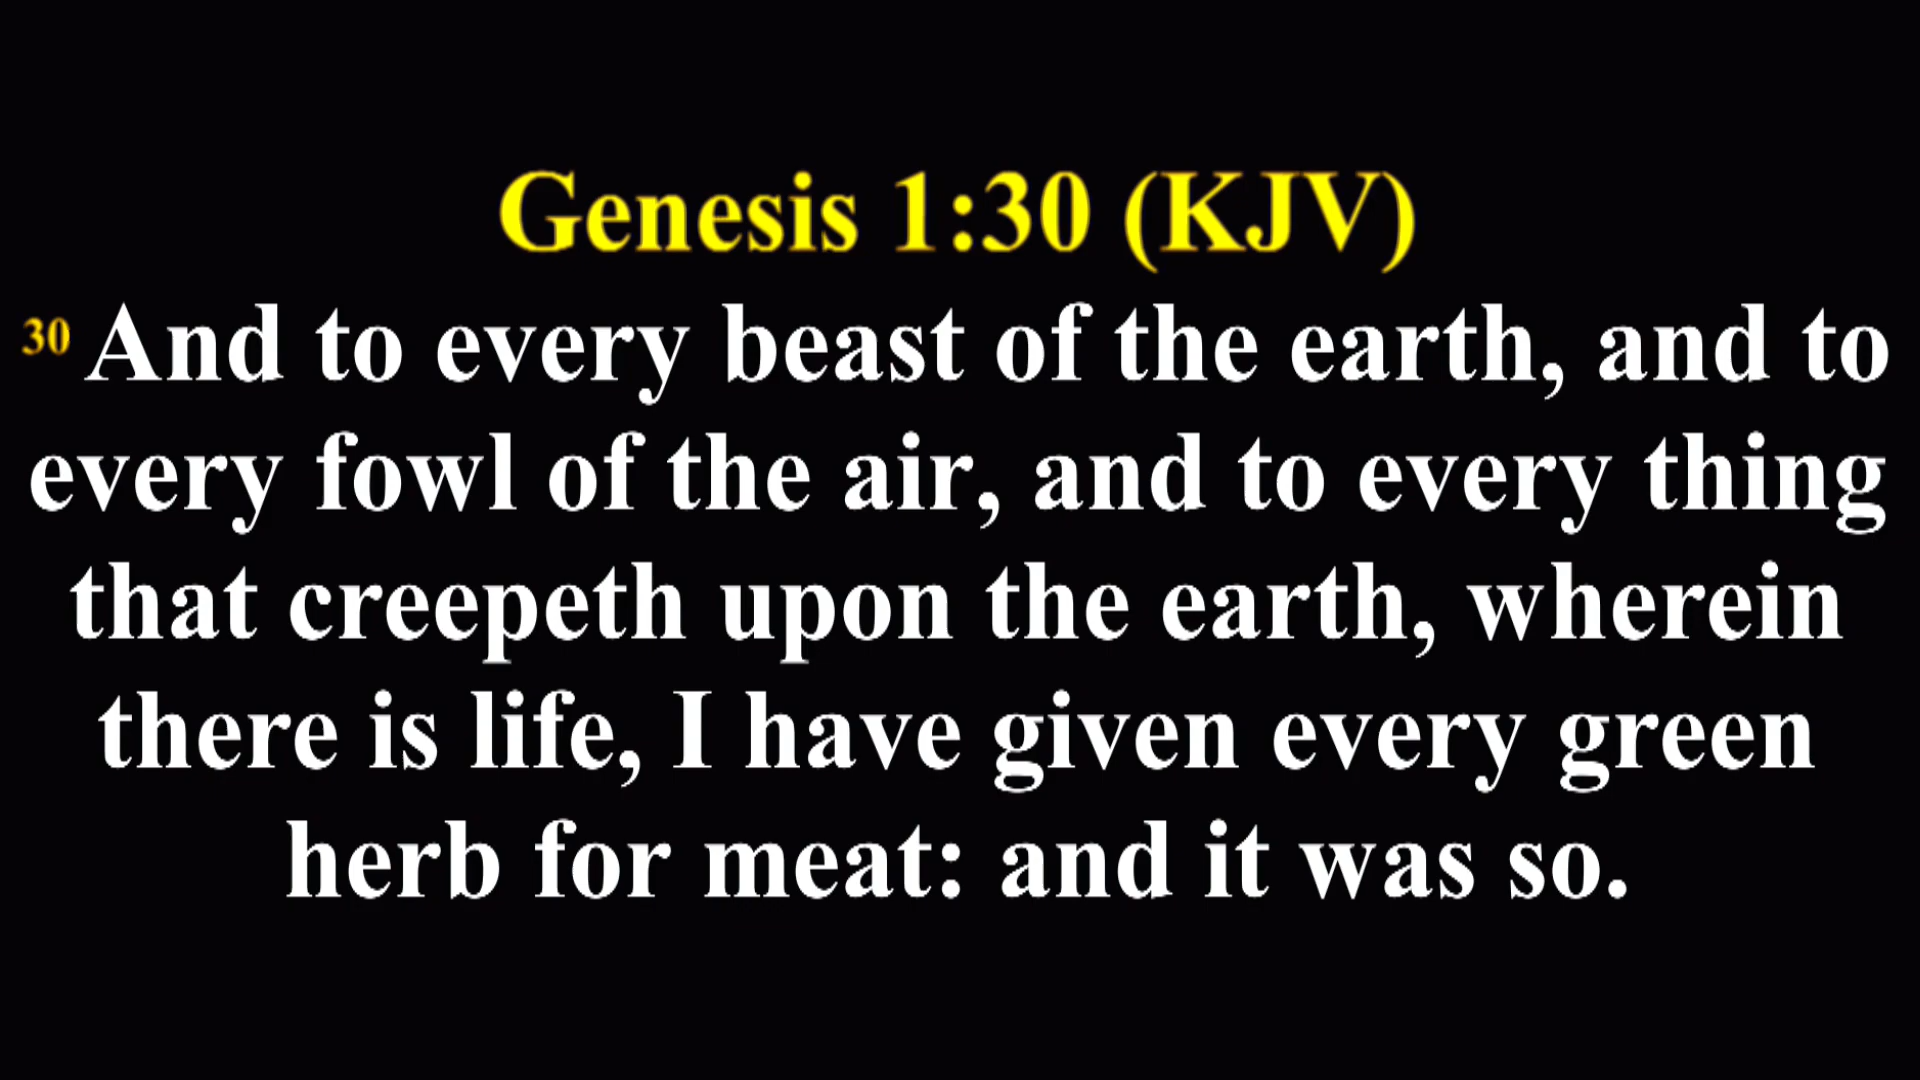 Genesis 1:30 (KJV)
30 And to every beast of the earth, and to
every fowl of the air, and to every thing
that creepeth upon the earth, wherein
there is life, I have given every green
herb for meat: and it was so.